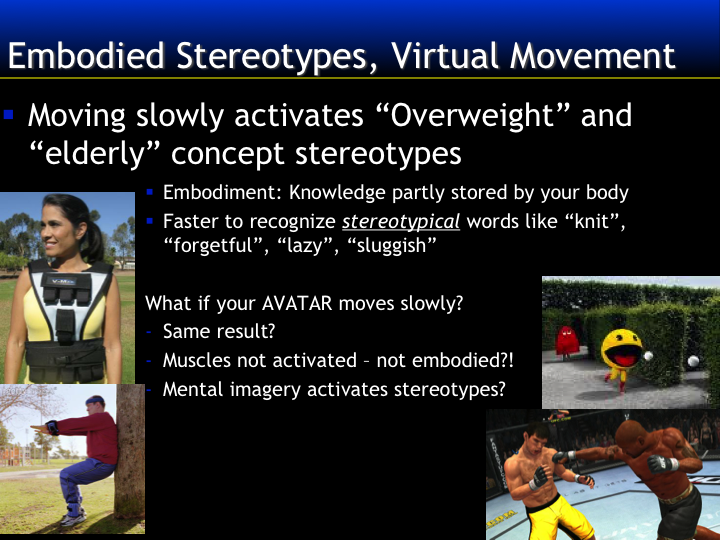 Embodied Stereotypes, Virtual Movement
Moving slowly activates “Overweight” and
“elderly” concept stereotypes
Embodiment: Knowledge partly stored by your body
Faster to recognize stereotypical words like “knit”,
“forgetful”, “lazy”, “sluggish”
What if your AVATAR moves slowly?
- Same result?
- Muscles not activated – not embodied?!
- Mental imagery activates stereotypes?